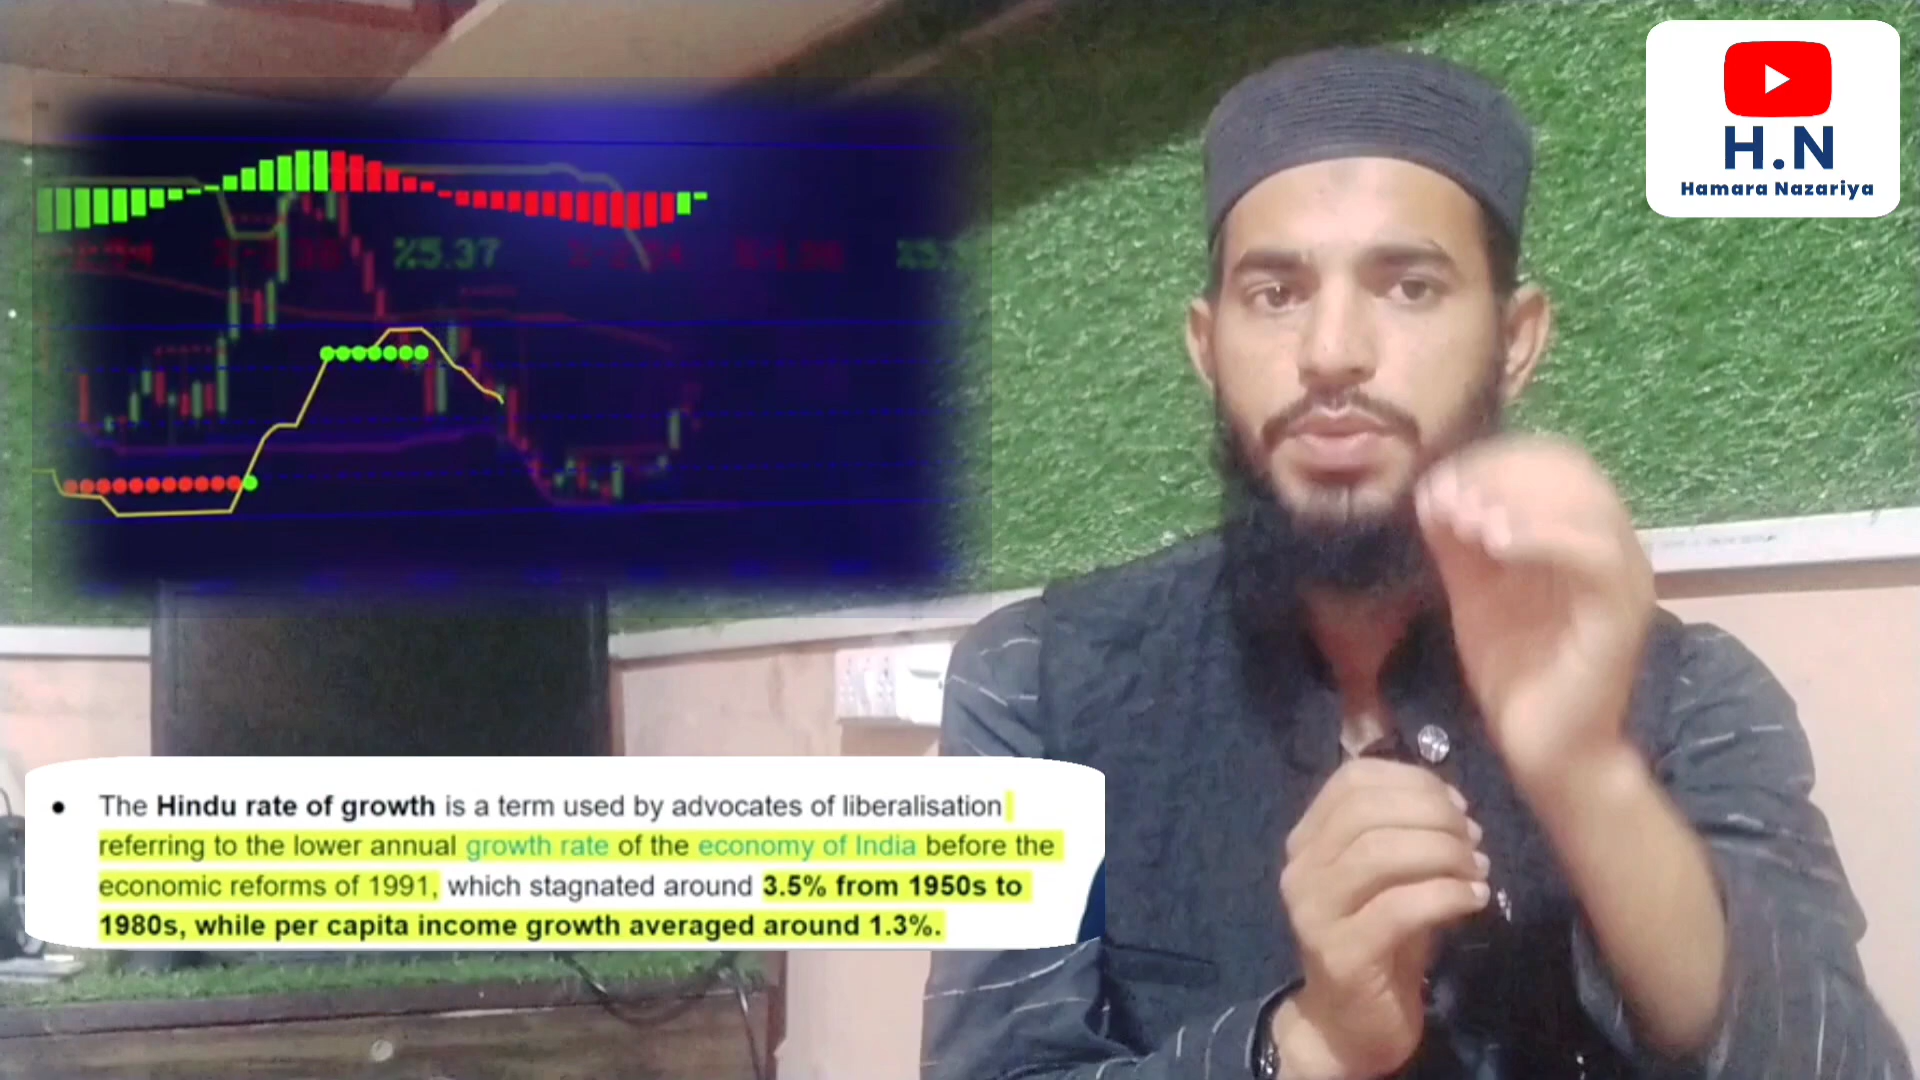 H.N
Hamara Nazariya
%5.37
• The Hindu rate of growth is a term used by advocates of liberalisation
referring to the lower annual growth rate of the economy of India before the
economic reforms of 1991, which stagnated around 3.5% from 1950s to
1980s, while per capita income growth averaged around 1.3%.